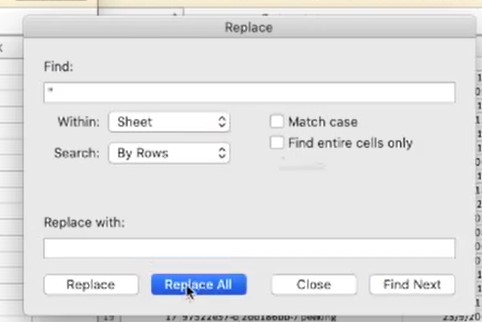 Replace
Find:
*
Within: Sheet
Match case
Find entire cells only
Search: By Rows
Replace with:
Replace
Replace All
Close
Find Next